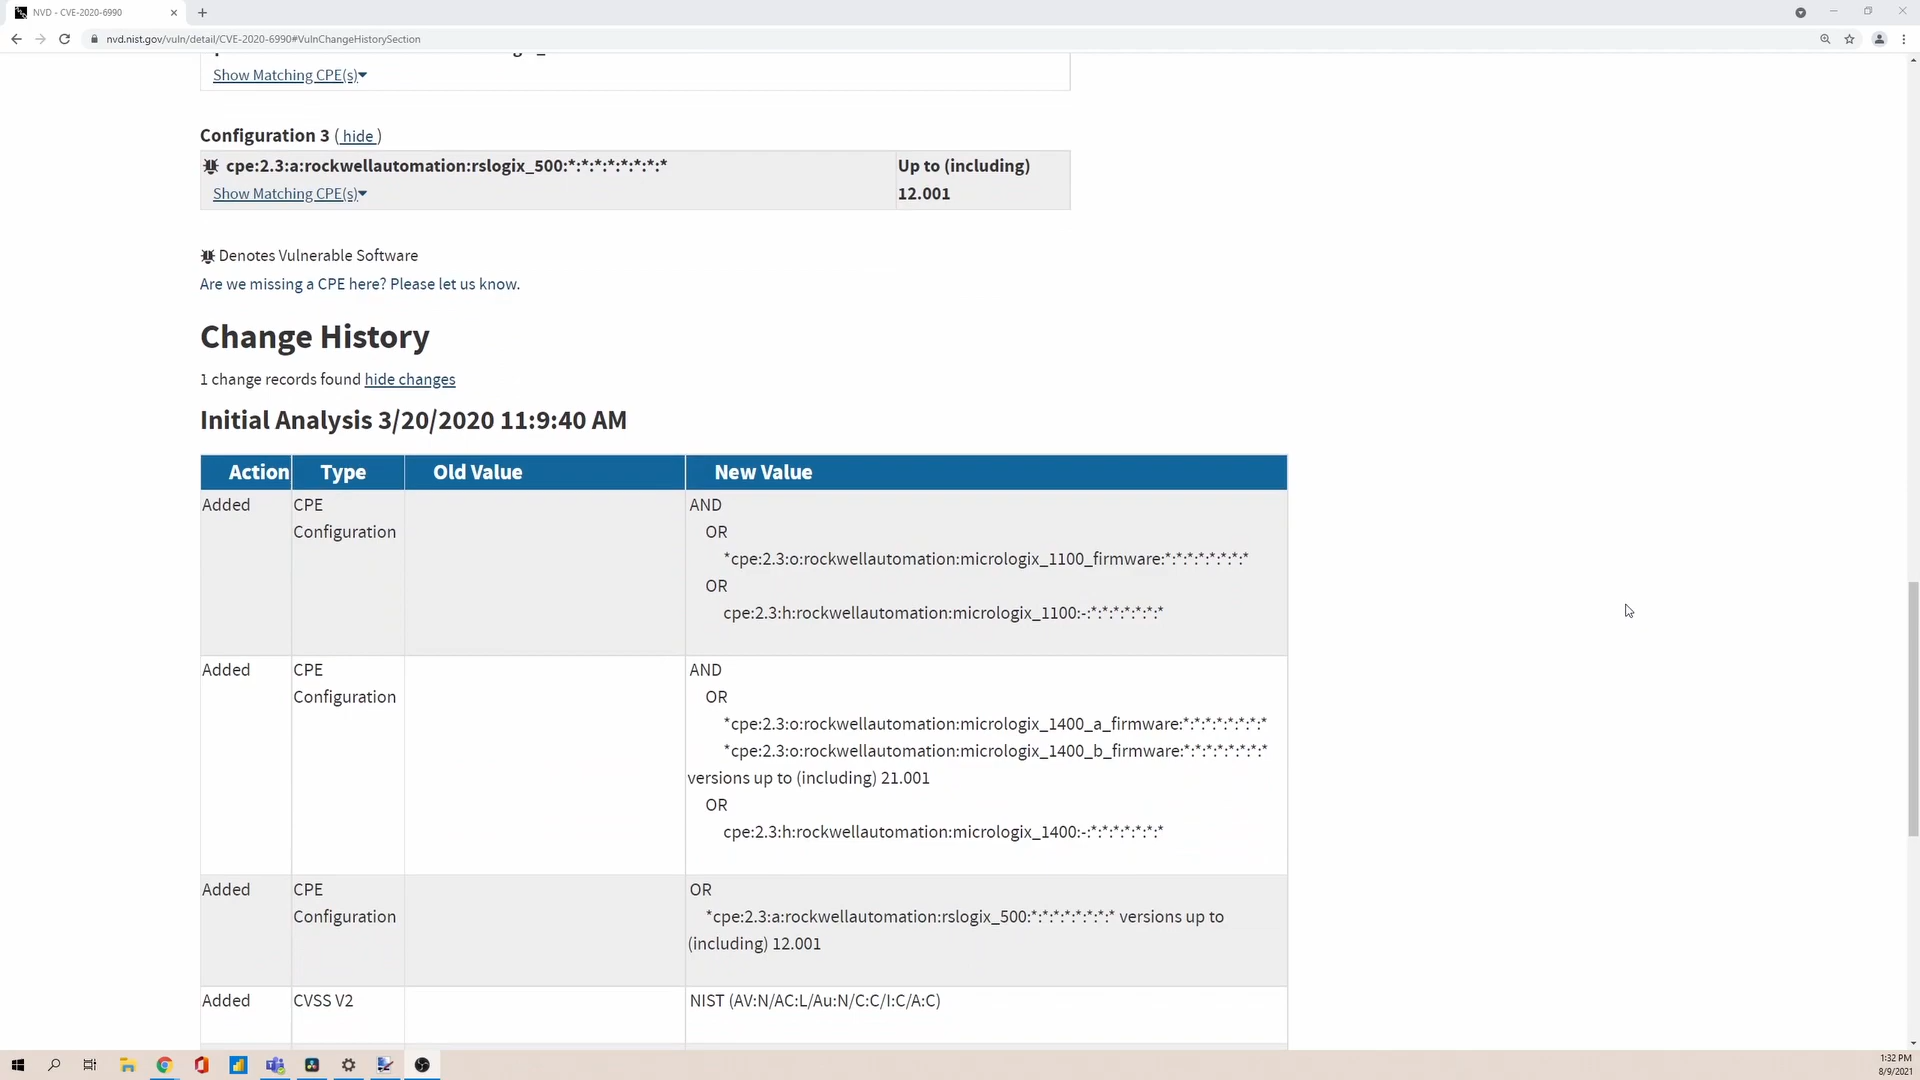 NVD - CVE-2020-6990
nvd.nist.gov/vuln/detail/CVE-2020-6990#VulnChangeHistorySection
Show Matching CPE(s)
Configuration 3 ( hide )
cpe:2.3:a:rockwellautomation:rslogix_500:*:*:*:*:*:*:*:* Up to (including)
Show Matching CPE(s) 12.001
Denotes Vulnerable Software
Are we missing a CPE here? Please let us know.
Change History
1 change records found hide changes
Initial Analysis 3/20/2020 11:9:40 AM
Action Type Old Value New Value
Added CPE AND
Configuration OR
*cpe:2.3:o:rockwellautomation:micrologix_1100_firmware:*:*:*:*:*:*:*:*
OR
cpe:2.3:h:rockwellautomation:micrologix_1100:-:*:*:*:*:*:*:*
Added CPE AND
Configuration OR
*cpe:2.3:o:rockwellautomation:micrologix_1400_a_firmware:*:*:*:*:*:*:*:*
*cpe:2.3:o:rockwellautomation:micrologix_1400_b_firmware:*:*:*:*:*:*:*:*
versions up to (including) 21.001
OR
cpe:2.3:h:rockwellautomation:micrologix_1400:-:*:*:*:*:*:*:*
Added CPE OR
Configuration *cpe:2.3:a:rockwellautomation:rslogix_500:*:*:*:*:*:*:*:* versions up to
(including) 12.001
Added CVSS V2 NIST (AV:N/AC:L/Au:N/C:C/I:C/A:C)
1:32 PM
8/9/2021